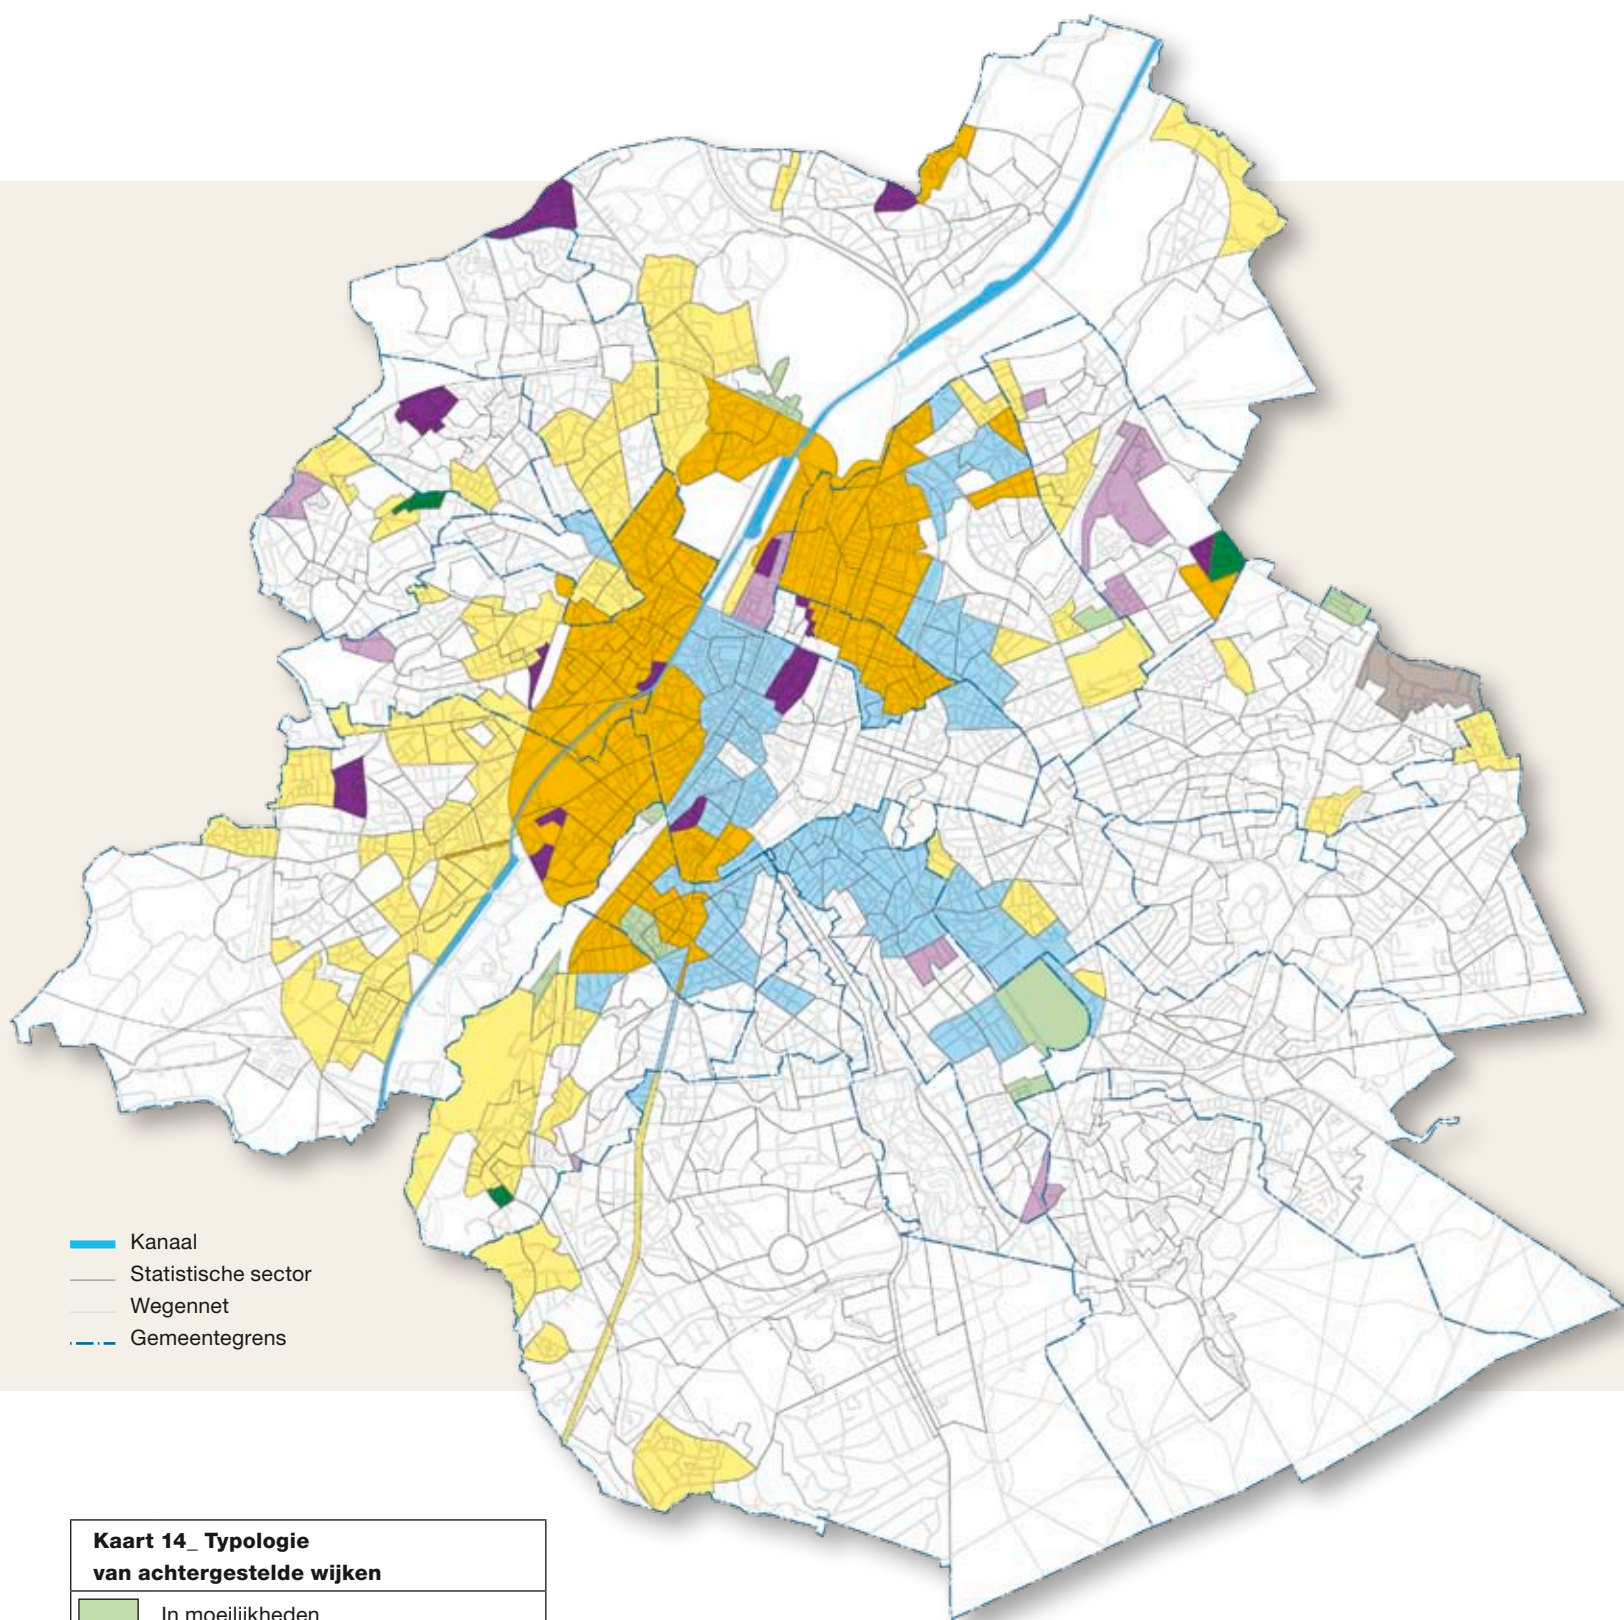 Kanaal
Statistische sector
Wegennet
Gemeentegrens
Kaart 14_ Typologie
van achtergestelde wijken
In moeilijkheden